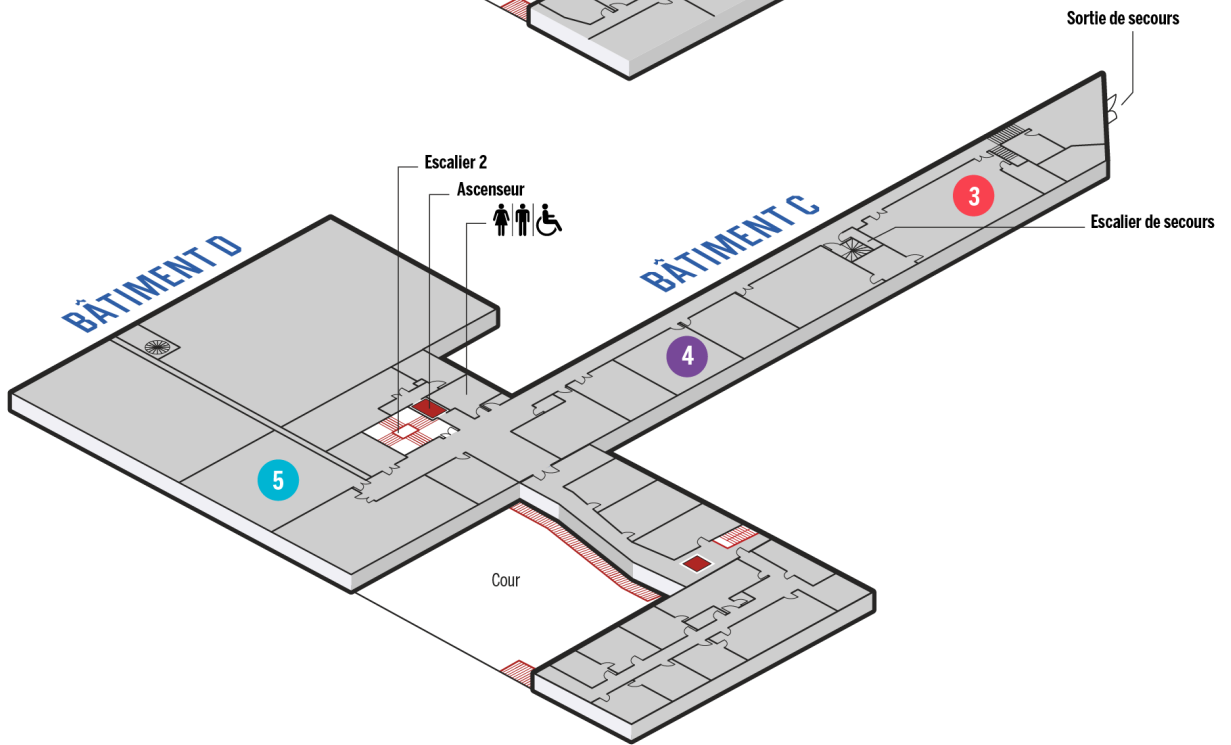 Sortie de secours
Escalier 2
Ascenseur
BÂTIMENT D
BÂTIMENT C
3
Escalier de secours
4
5
Cour